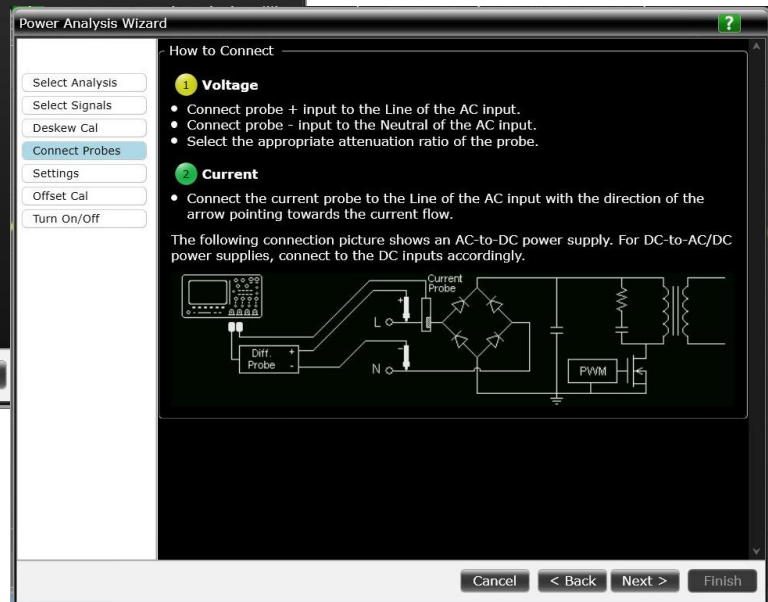 Power Analysis Wizard
?
Select Analysis
Select Signals
Deskew Cal
Connect Probes
Settings
Offset Cal
Turn On/Off
How to Connect
1 Voltage
• Connect probe + input to the Line of the AC input.
• Connect probe - input to the Neutral of the AC input.
• Select the appropriate attenuation ratio of the probe.
2 Current
• Connect the current probe to the Line of the AC input with the direction of the
arrow pointing towards the current flow.
The following connection picture shows an AC-to-DC power supply. For DC-to-AC/DC
power supplies, connect to the DC inputs accordingly.
Current
Probe
+
L
Diff. +
Probe -
-
N
PWM
Cancel
< Back
Next >
Finish